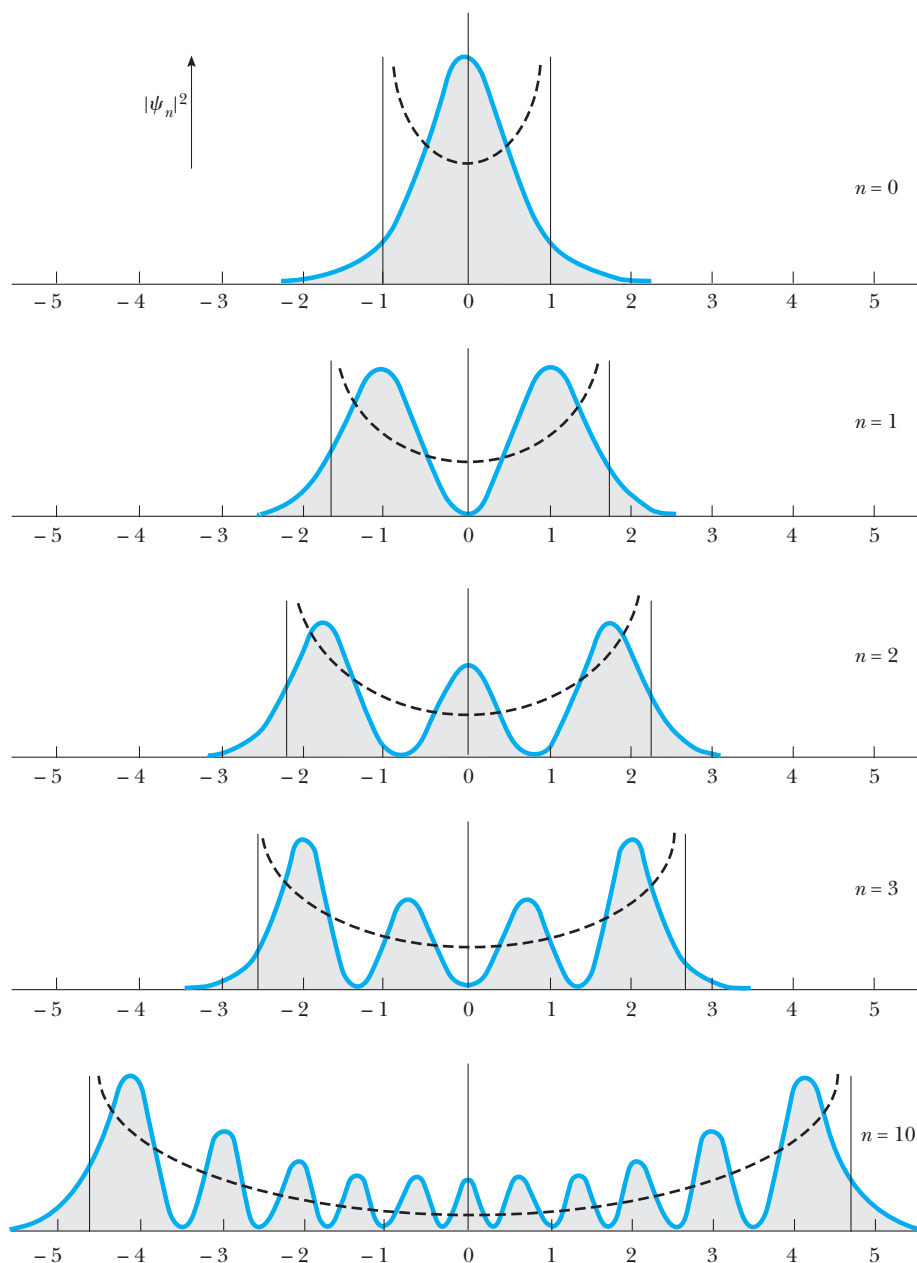 |ψₙ|²
n = 0
– 5 – 4 – 3 – 2 – 1 0 1 2 3 4 5
n = 1
– 5 – 4 – 3 – 2 – 1 0 1 2 3 4 5
n = 2
– 5 – 4 – 3 – 2 – 1 0 1 2 3 4 5
n = 3
– 5 – 4 – 3 – 2 – 1 0 1 2 3 4 5
n = 10
– 5 – 4 – 3 – 2 – 1 0 1 2 3 4 5